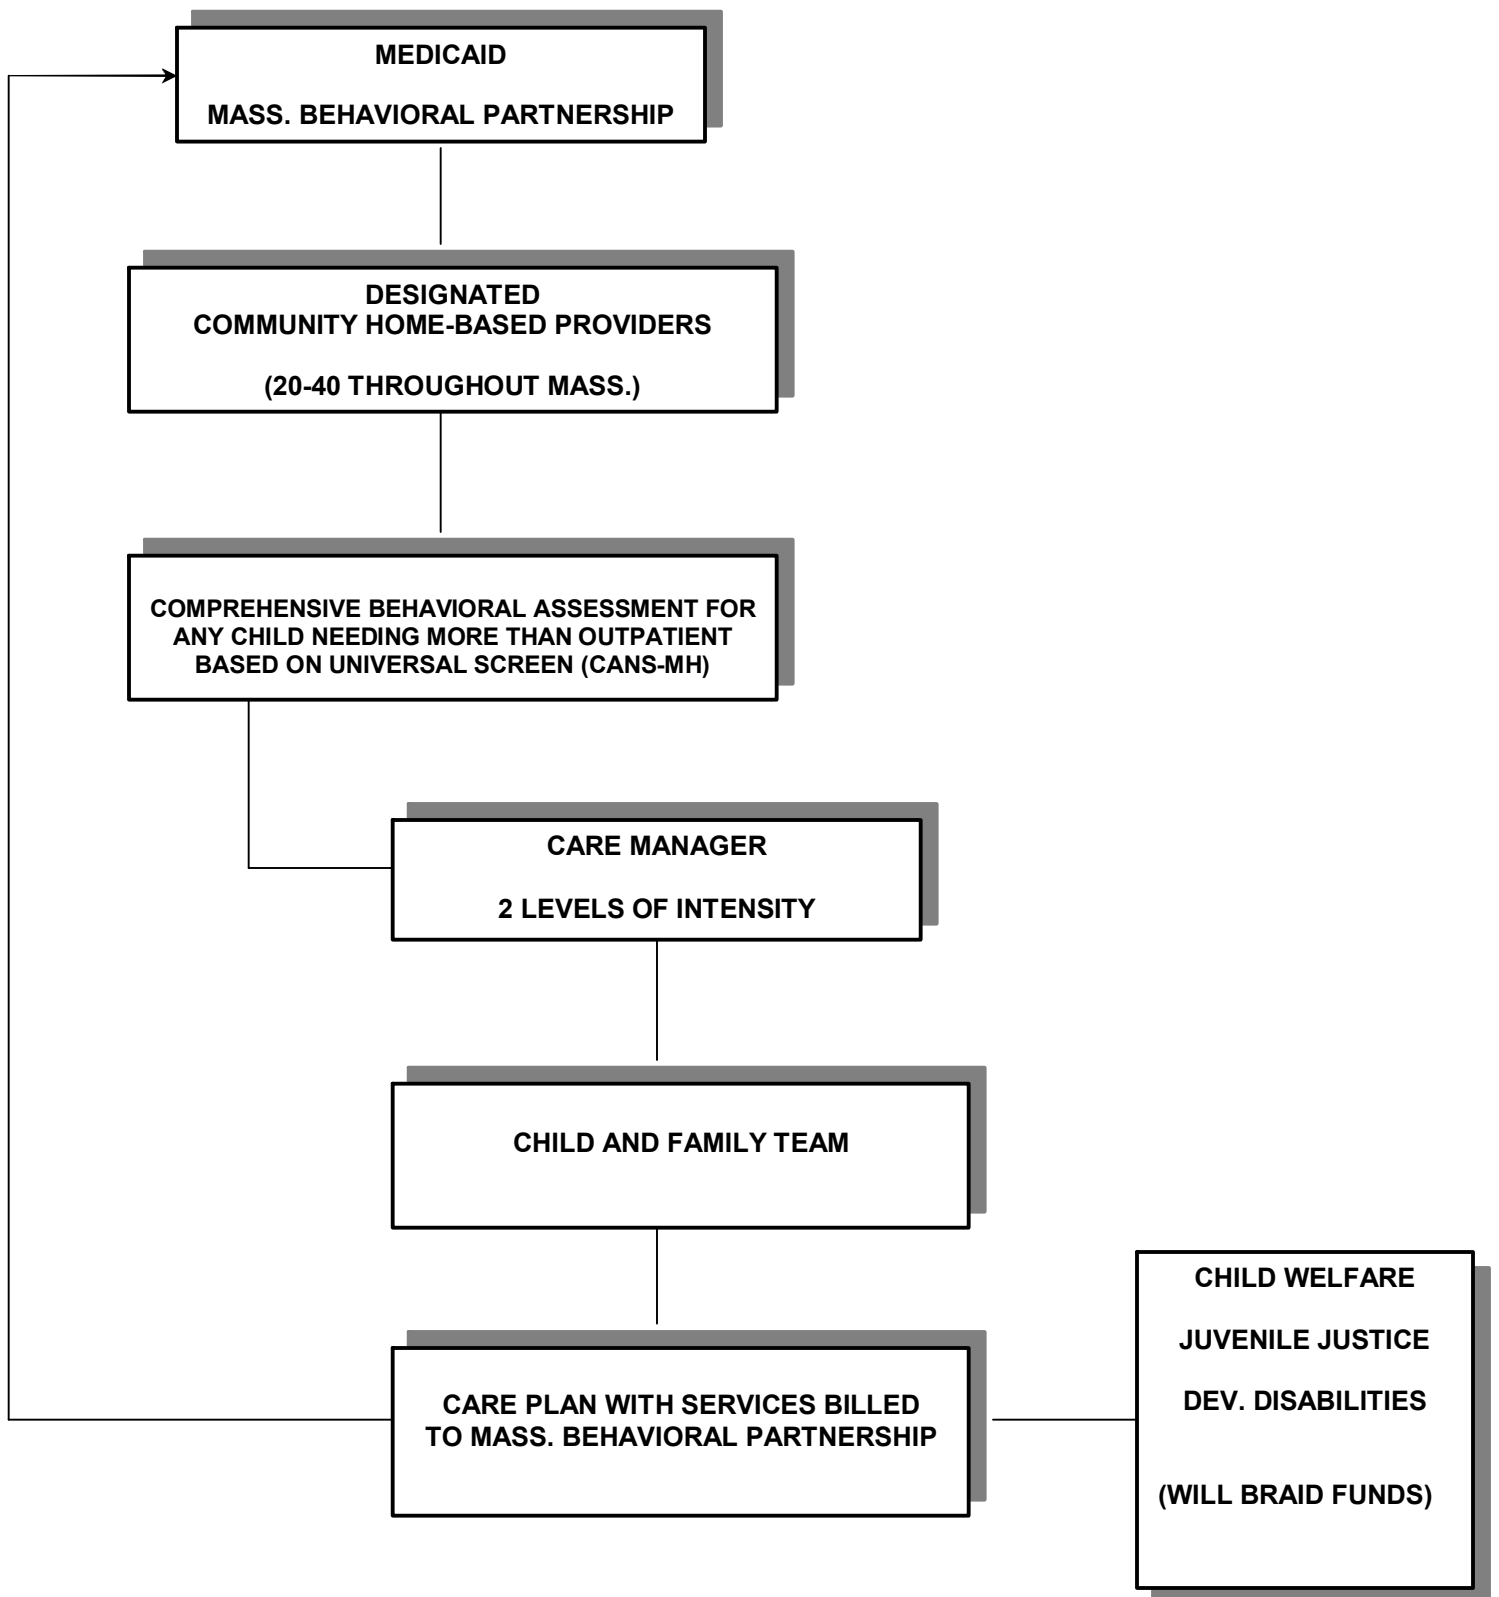 MEDICAID
MASS. BEHAVIORAL PARTNERSHIP
DESIGNATED
COMMUNITY HOME-BASED PROVIDERS
(20-40 THROUGHOUT MASS.)
COMPREHENSIVE BEHAVIORAL ASSESSMENT FOR
ANY CHILD NEEDING MORE THAN OUTPATIENT
BASED ON UNIVERSAL SCREEN (CANS-MH)
CARE MANAGER
2 LEVELS OF INTENSITY
CHILD AND FAMILY TEAM
CARE PLAN WITH SERVICES BILLED
TO MASS. BEHAVIORAL PARTNERSHIP
CHILD WELFARE
JUVENILE JUSTICE
DEV. DISABILITIES
(WILL BRAID FUNDS)